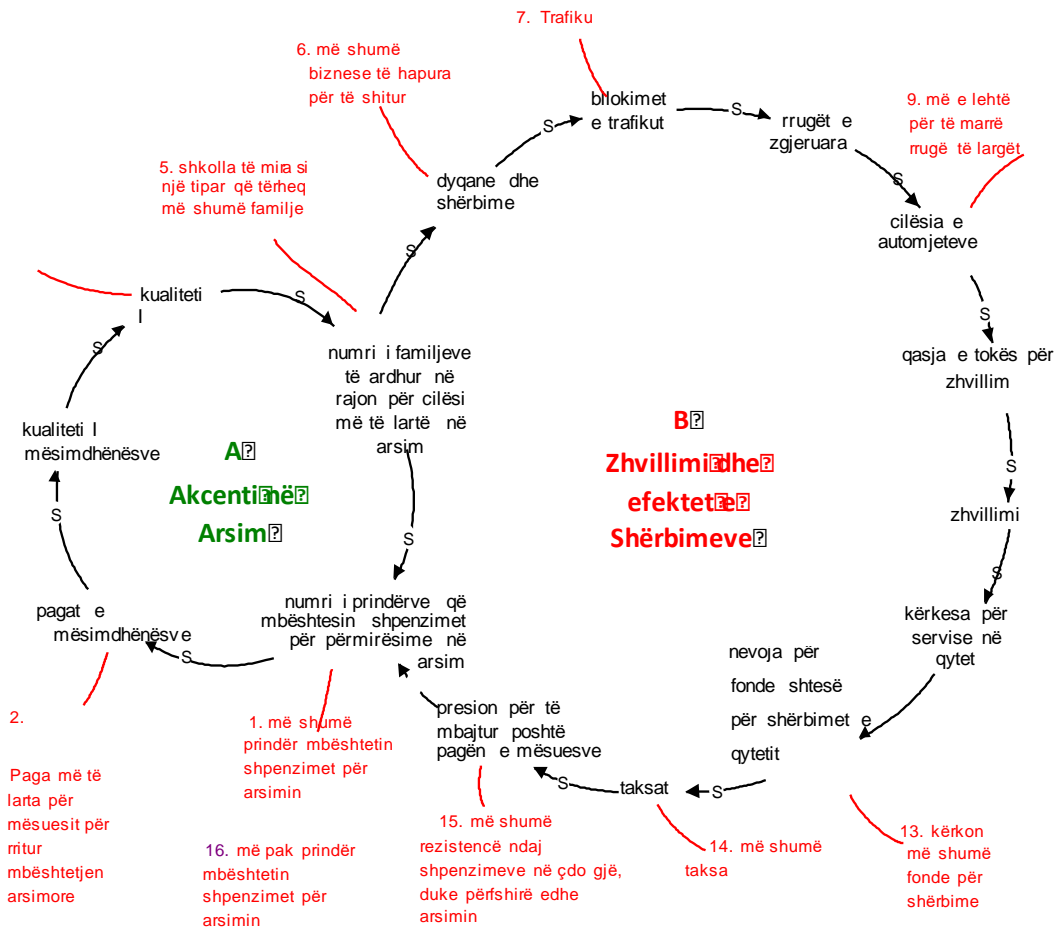 7. Trafiku
6. më shumë
biznese të hapura
për të shitur
bllokimet
e trafikut
S
rrugët e
zgjeruara
9. më e lehtë
për të marrë
rrugë të largët
S
5. shkolla të mira si
një tipar që tërheq
më shumë familje
dyqane dhe
shërbime
S
cilësia e
automjeteve
S
kualiteti
I
S
S
numri i familjeve
të ardhur në
rajon për cilësi
më të lartë në
arsim
qasja e tokës për
zhvillim
S
kualiteti I
mësimdhënësve
A
Akcenti në
Arsim
B
Zhvillimi dhe
efektet e
Shërbimeve
S
zhvillimi
S
S
S
pagat e
mësimdhënësve
numri i prindërve që
mbështesin shpenzimet
për përmirësime në
arsim
kërkesa për
servise në
qytet
S
nevoja për
fonde shtesë
për shërbimet e
qytetit
presion për të
mbajtur poshtë
pagën e mësuesve
S
taksat
S
2.
Paga më të
larta për
mësuesit për
rritur
mbështetjen
arsimore
1. më shumë
prindër mbështetin
shpenzimet për
arsimin
16. më pak prindër
mbështetin
shpenzimet për
arsimin
15. më shumë
rezistencë ndaj
shpenzimeve në çdo gjë,
duke përfshirë edhe
arsimin
14. më shumë
taksa
13. kërkon
më shumë
fonde për
shërbime